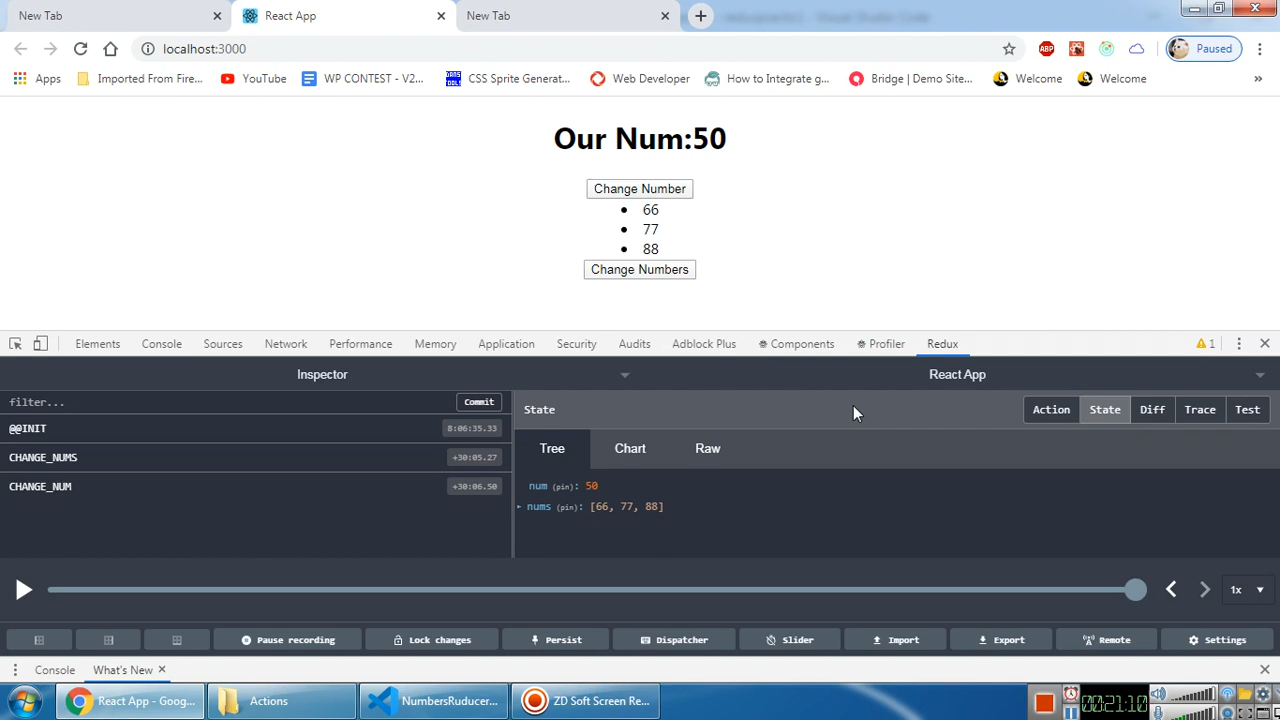 New Tab
React App
New Tab
localhost:3000
ABP
Paused
Apps
Imported From Fire...
YouTube
WP CONTEST - V2...
CSS Sprite Generat...
Web Developer
How to Integrate g...
Bridge | Demo Site...
Welcome
Welcome
»
Our Num:50
Change Number
• 66
• 77
• 88
Change Numbers
Elements Console Sources Network Performance Memory Application Security Audits Adblock Plus Components Profiler Redux 1
Inspector
React App
filter...
Commit
@@INIT 8:06:35.33
CHANGE_NUMS +30:05.27
CHANGE_NUM +30:06.50
State
Action State Diff Trace Test
Tree Chart Raw
num (pin): 50
nums (pin): [66, 77, 88]
1x
Pause recording Lock changes Persist Dispatcher Slider Import Export Remote Settings
Console What's New
React App - Goog...
Actions
NumbersRuducer...
ZD Soft Screen Re...
00:21:10